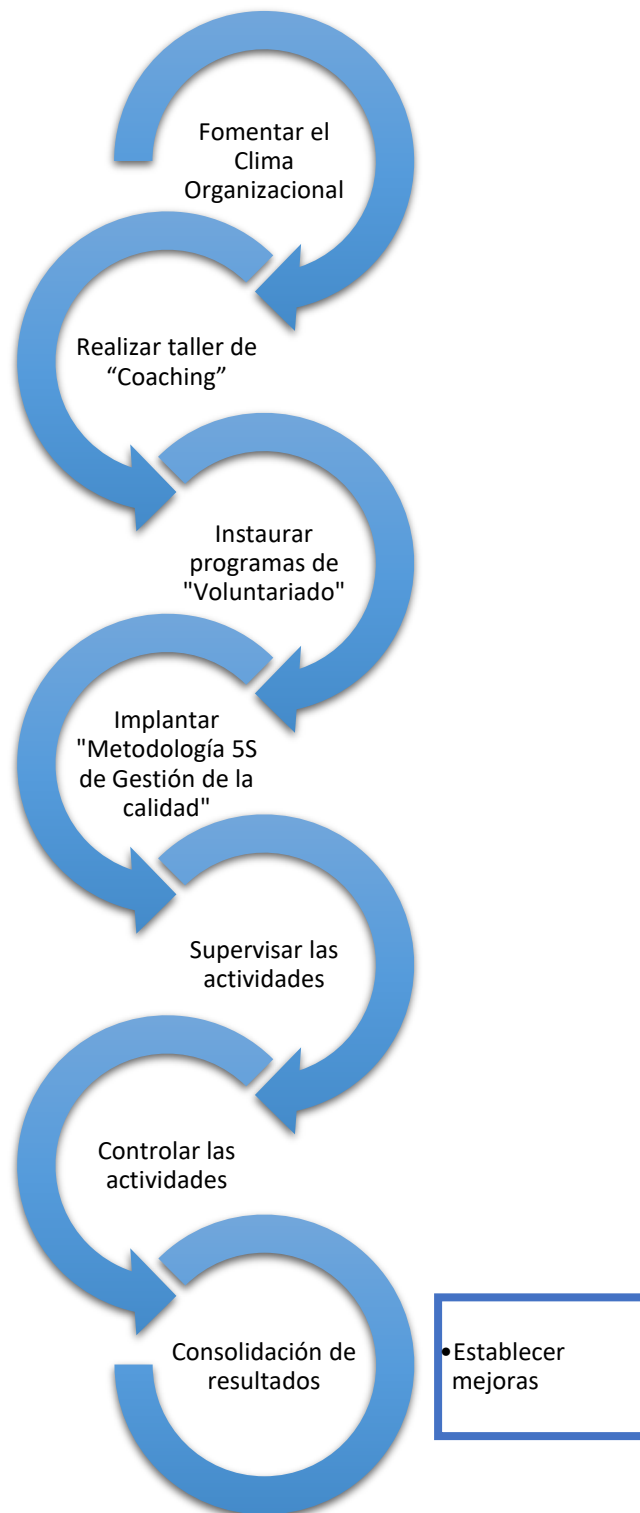 Fomentar el
Clima
Organizacional
Realizar taller de
“Coaching”
Instaurar
programas de
"Voluntariado"
Implantar
"Metodología 5S
de Gestión de la
calidad"
Supervisar las
actividades
Controlar las
actividades
Consolidación de
resultados
•Establecer
mejoras